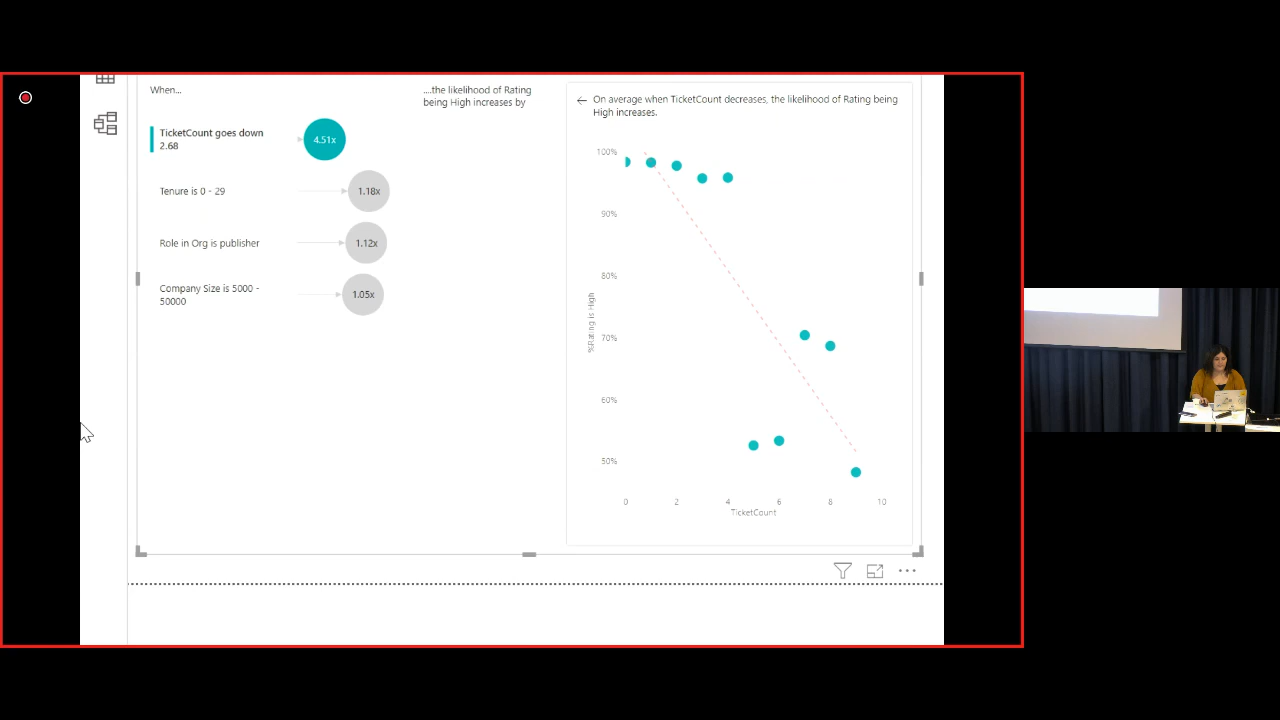 When...
....the likelihood of Rating
being High increases by
TicketCount goes down
2.68
4.51x
Tenure is 0 - 29
1.18x
Role in Org is publisher
1.12x
Company Size is 5000 -
50000
1.05x
On average when TicketCount decreases, the likelihood of Rating being
High increases.
%Rating is High
100%
90%
80%
70%
60%
50%
0 2 4 6 8 10
TicketCount